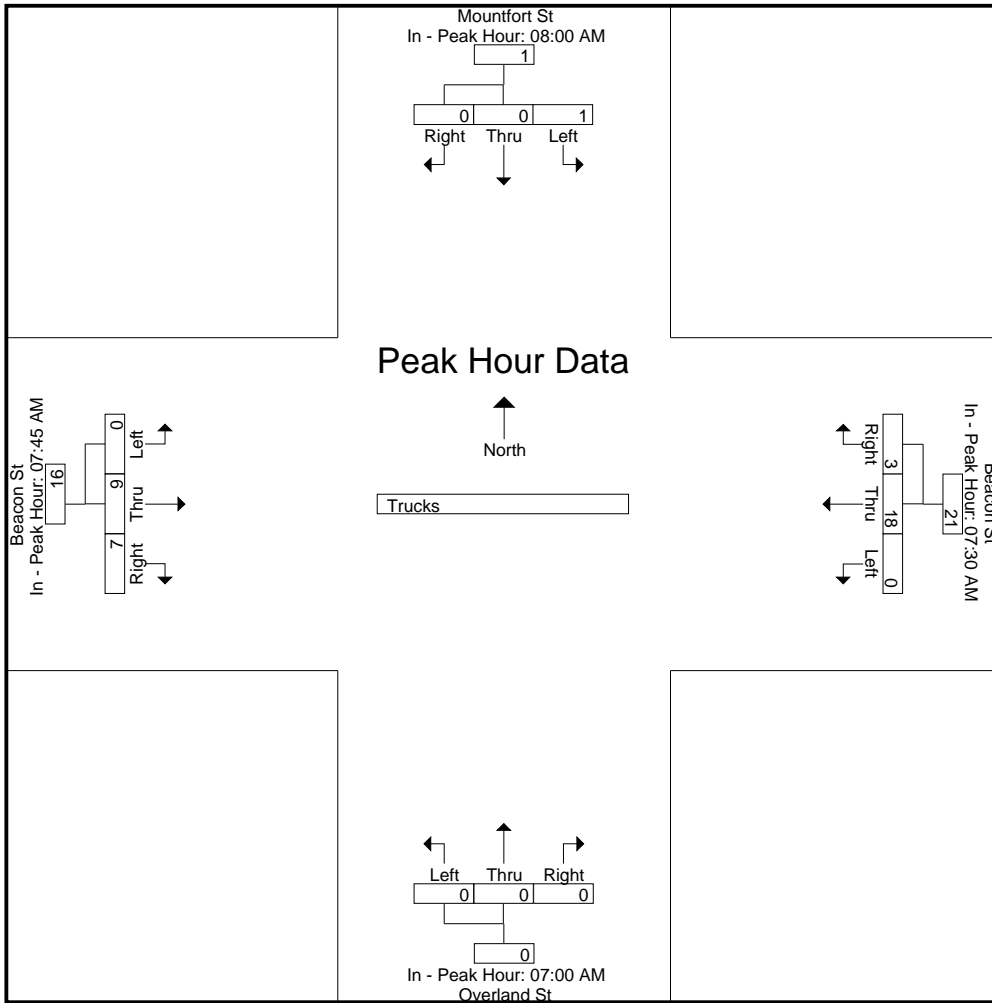 Mountfort St
In - Peak Hour: 08:00 AM
1
0 0 1
Right Thru Left
Peak Hour Data
North
Trucks
Beacon St
In - Peak Hour: 07:45 AM
16
0 9 7
Left Thru Right
Right Thru Left
3 18 0
21
In - Peak Hour: 07:30 AM
Beacon St
Left Thru Right
0 0 0
0
In - Peak Hour: 07:00 AM
Overland St